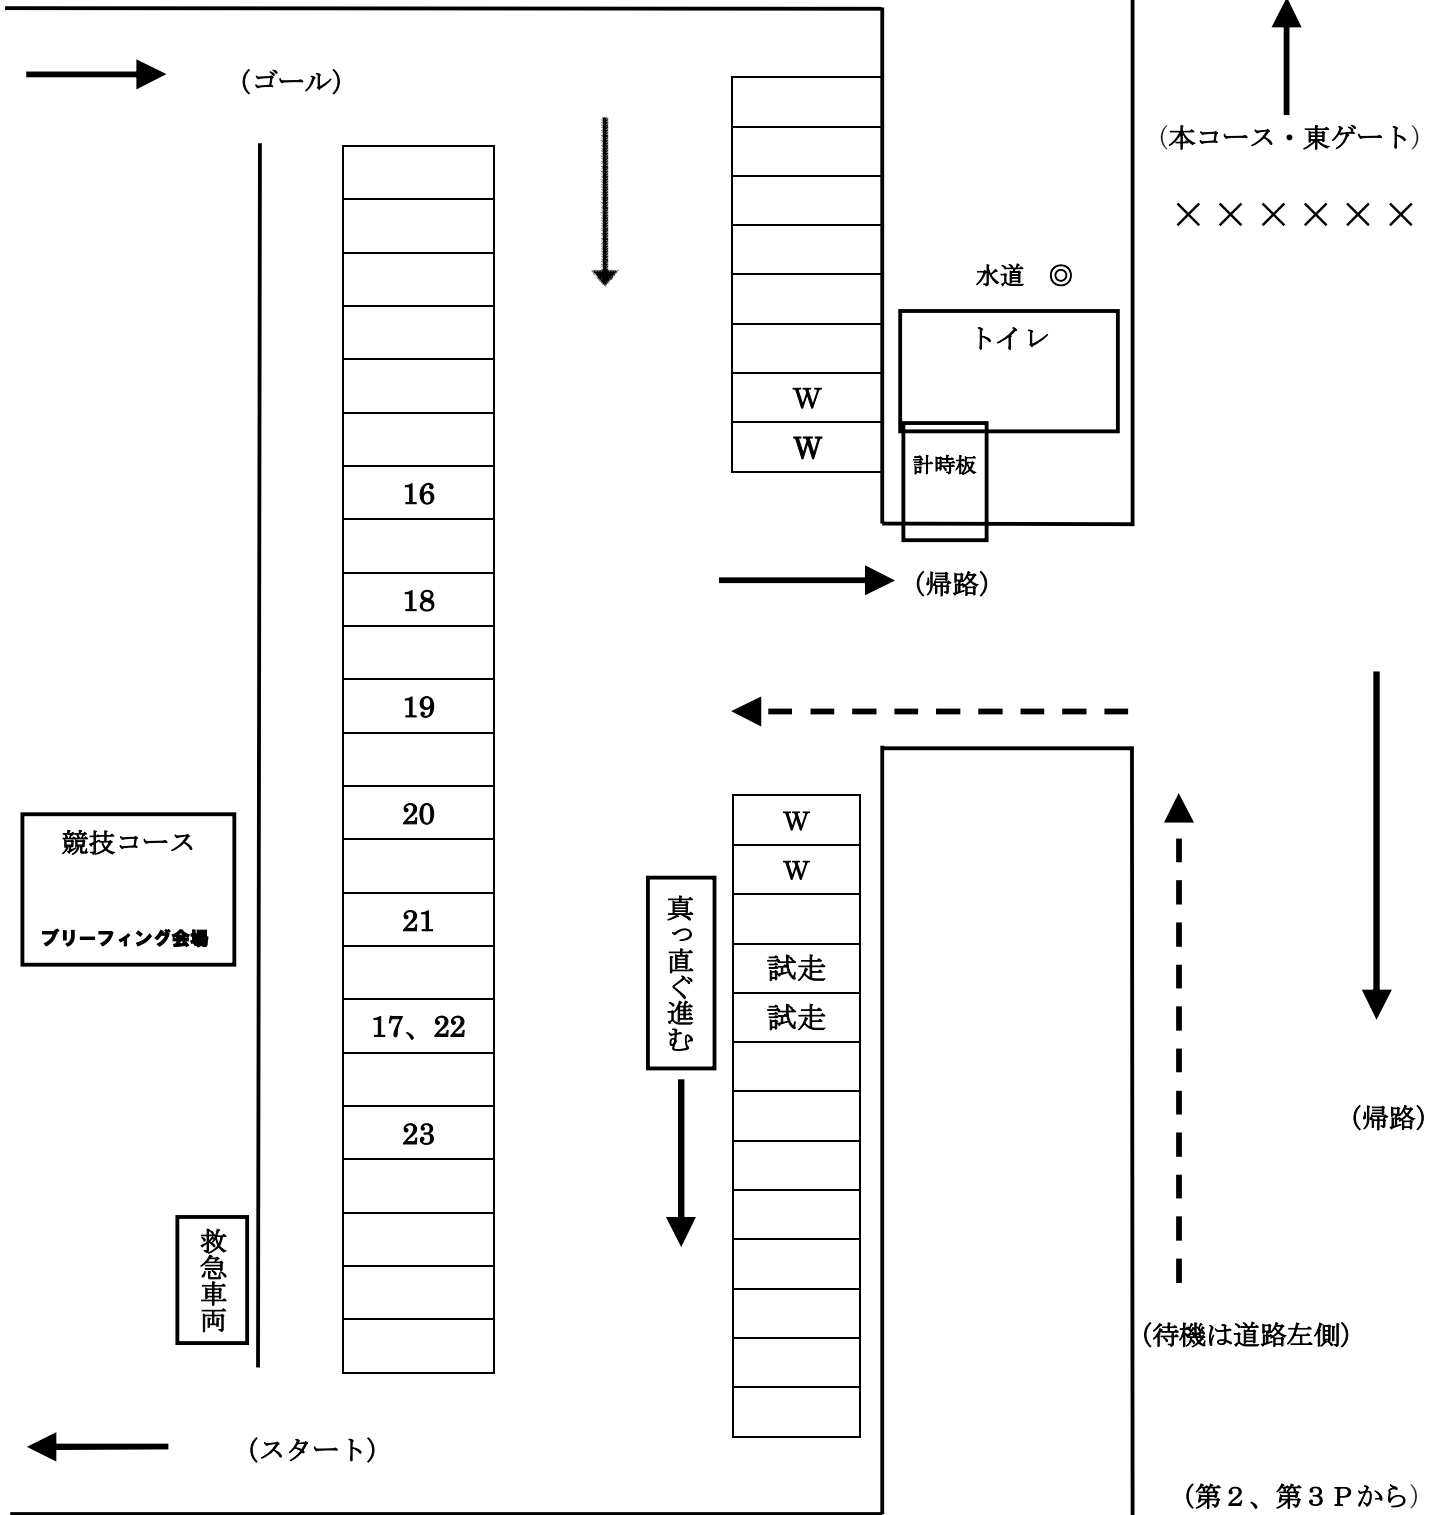 (ゴール)
(本コース・東ゲート)
××××××
水道 ◎
トイレ
W
W
計時板
16
(帰路)
18
19
20
W
競技コース
W
真っ直ぐ進む
21
ブリーフィング会場
試走
試走
17、22
(帰路)
23
救急車両
(待機は道路左側)
(スタート)
(第2、第3Pから)